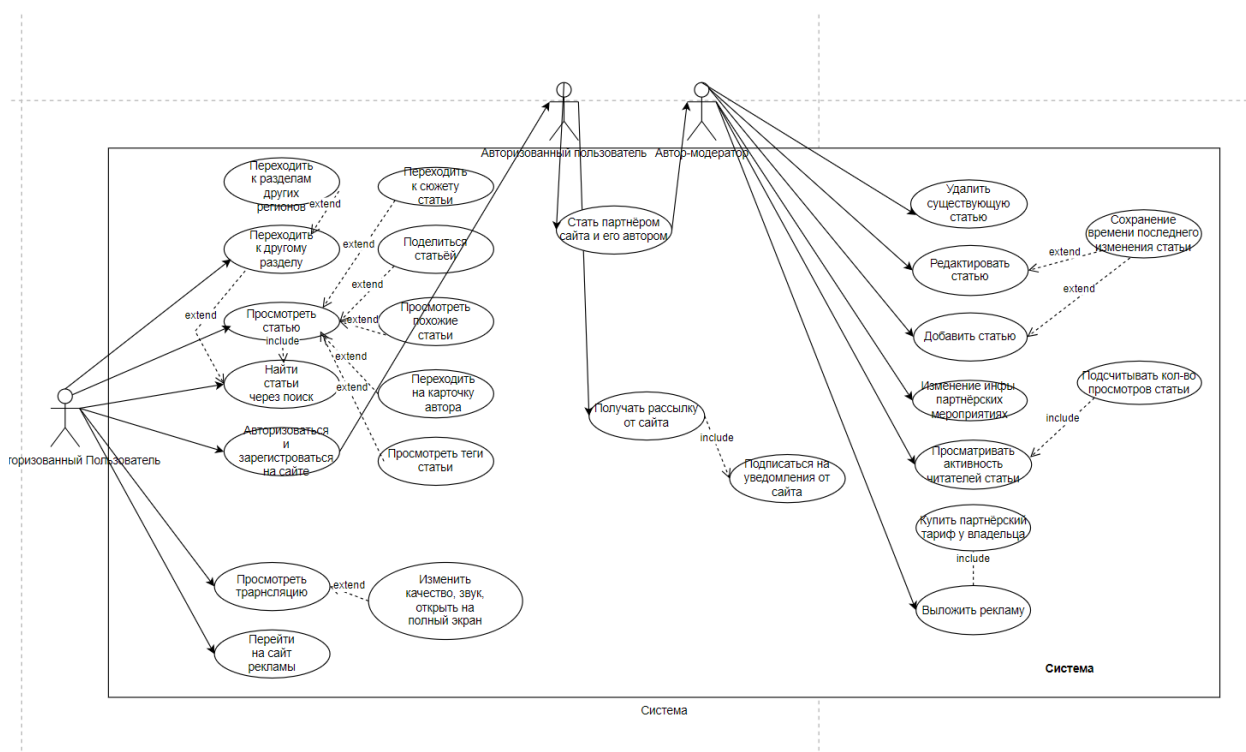 Авторизованный пользователь
Автор-модератор
Переходить
к разделам
других
регионов
extend
Переходить
к сюжету
статьи
Переходить
к другому
разделу
extend
Поделиться
статьёй
extend
extend
Просмотреть
статью
include
extend
Просмотреть
похожие
статьи
extend
Найти
статьи
через поиск
extend
Переходить
на карточку
автора
Авторизоваться
и
зарегистроваться
на сайте
Просмотреть теги
статьи
торизованный Пользователь
Просмотреть
трарнсляцию
extend
Изменить
качество, звук,
открыть на
полный экран
Перейти
на сайт
рекламы
Стать партнёром
сайта и его автором
Получать рассылку
от сайта
include
Подписаться на
уведомления от
сайта
Удалить
существующую
статью
Сохранение
времени последнего
изменения статьи
extend
Редактировать
статью
extend
Добавить статью
Изменение инфы
партнёрских
мероприятиях
Подсчитывать кол-во
просмотров статьи
include
Просматривать
активность
читателей статьи
Купить партнёрский
тариф у владельца
include
Выложить рекламу
Система
Система